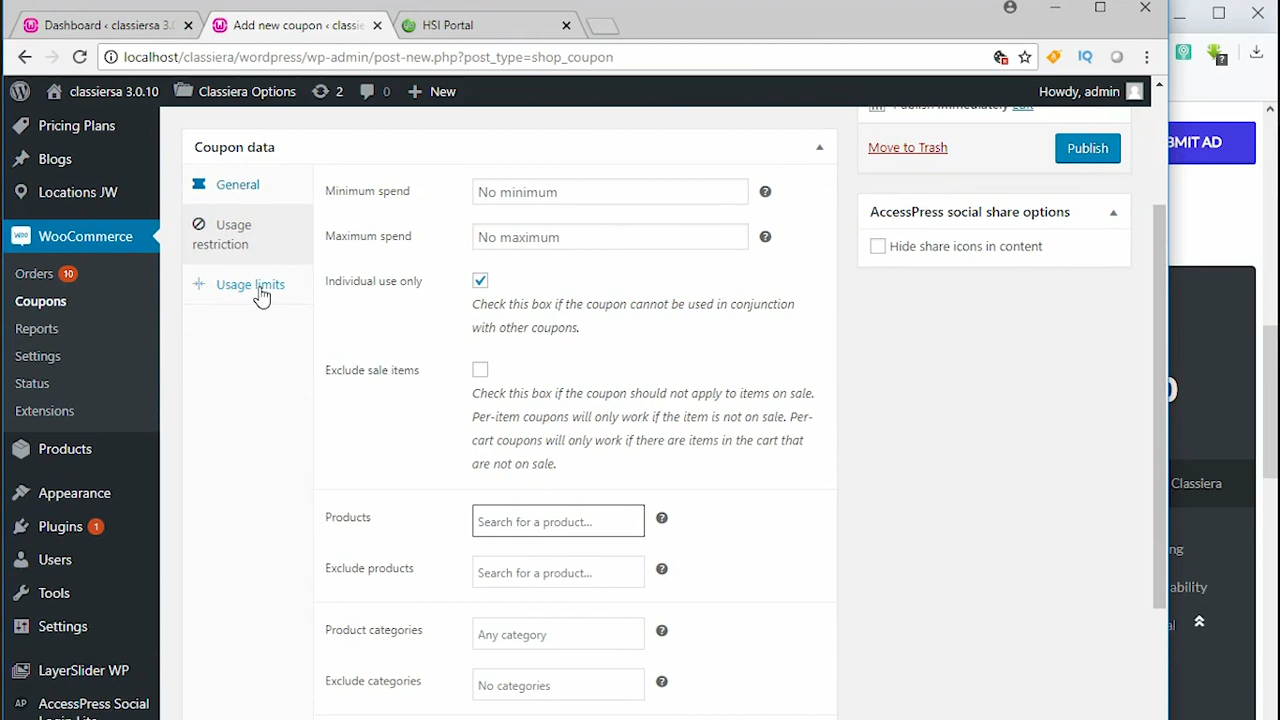 Dashboard ‹ classiersa 3.0
Add new coupon ‹ classie
HSI Portal
localhost/classiera/wordpress/wp-admin/post-new.php?post_type=shop_coupon
IQ
classiersa 3.0.10
Classiera Options
2
0
New
Howdy, admin
Pricing Plans
Blogs
Locations JW
WooCommerce
Orders 10
Coupons
Reports
Settings
Status
Extensions
Products
Appearance
Plugins 1
Users
Tools
Settings
LayerSlider WP
AP AccessPress Social
Login Lite
Coupon data
General
Usage
restriction
Usage limits
Minimum spend
No minimum
Maximum spend
No maximum
Individual use only
Check this box if the coupon cannot be used in conjunction
with other coupons.
Exclude sale items
Check this box if the coupon should not apply to items on sale.
Per-item coupons will only work if the item is not on sale. Per-
cart coupons will only work if there are items in the cart that
are not on sale.
Products
Search for a product...
Exclude products
Search for a product...
Product categories
Any category
Exclude categories
No categories
Publish immediately Edit
Move to Trash
Publish
AccessPress social share options
Hide share icons in content
BMIT AD
Classiera